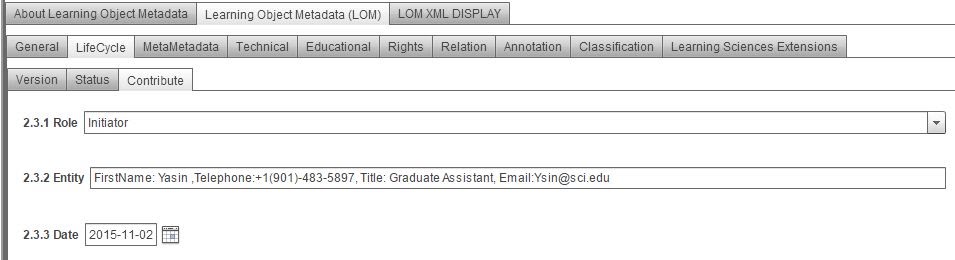 About Learning Object Metadata Learning Object Metadata (LOM) LOM XML DISPLAY
General LifeCycle MetaMetadata Technical Educational Rights Relation Annotation Classification Learning Sciences Extensions
Version Status Contribute
2.3.1 Role Initiator
2.3.2 Entity FirstName: Yasin ,Telephone:+1(901)-483-5897, Title: Graduate Assistant, Email:Ysin@sci.edu
2.3.3 Date 2015-11-02